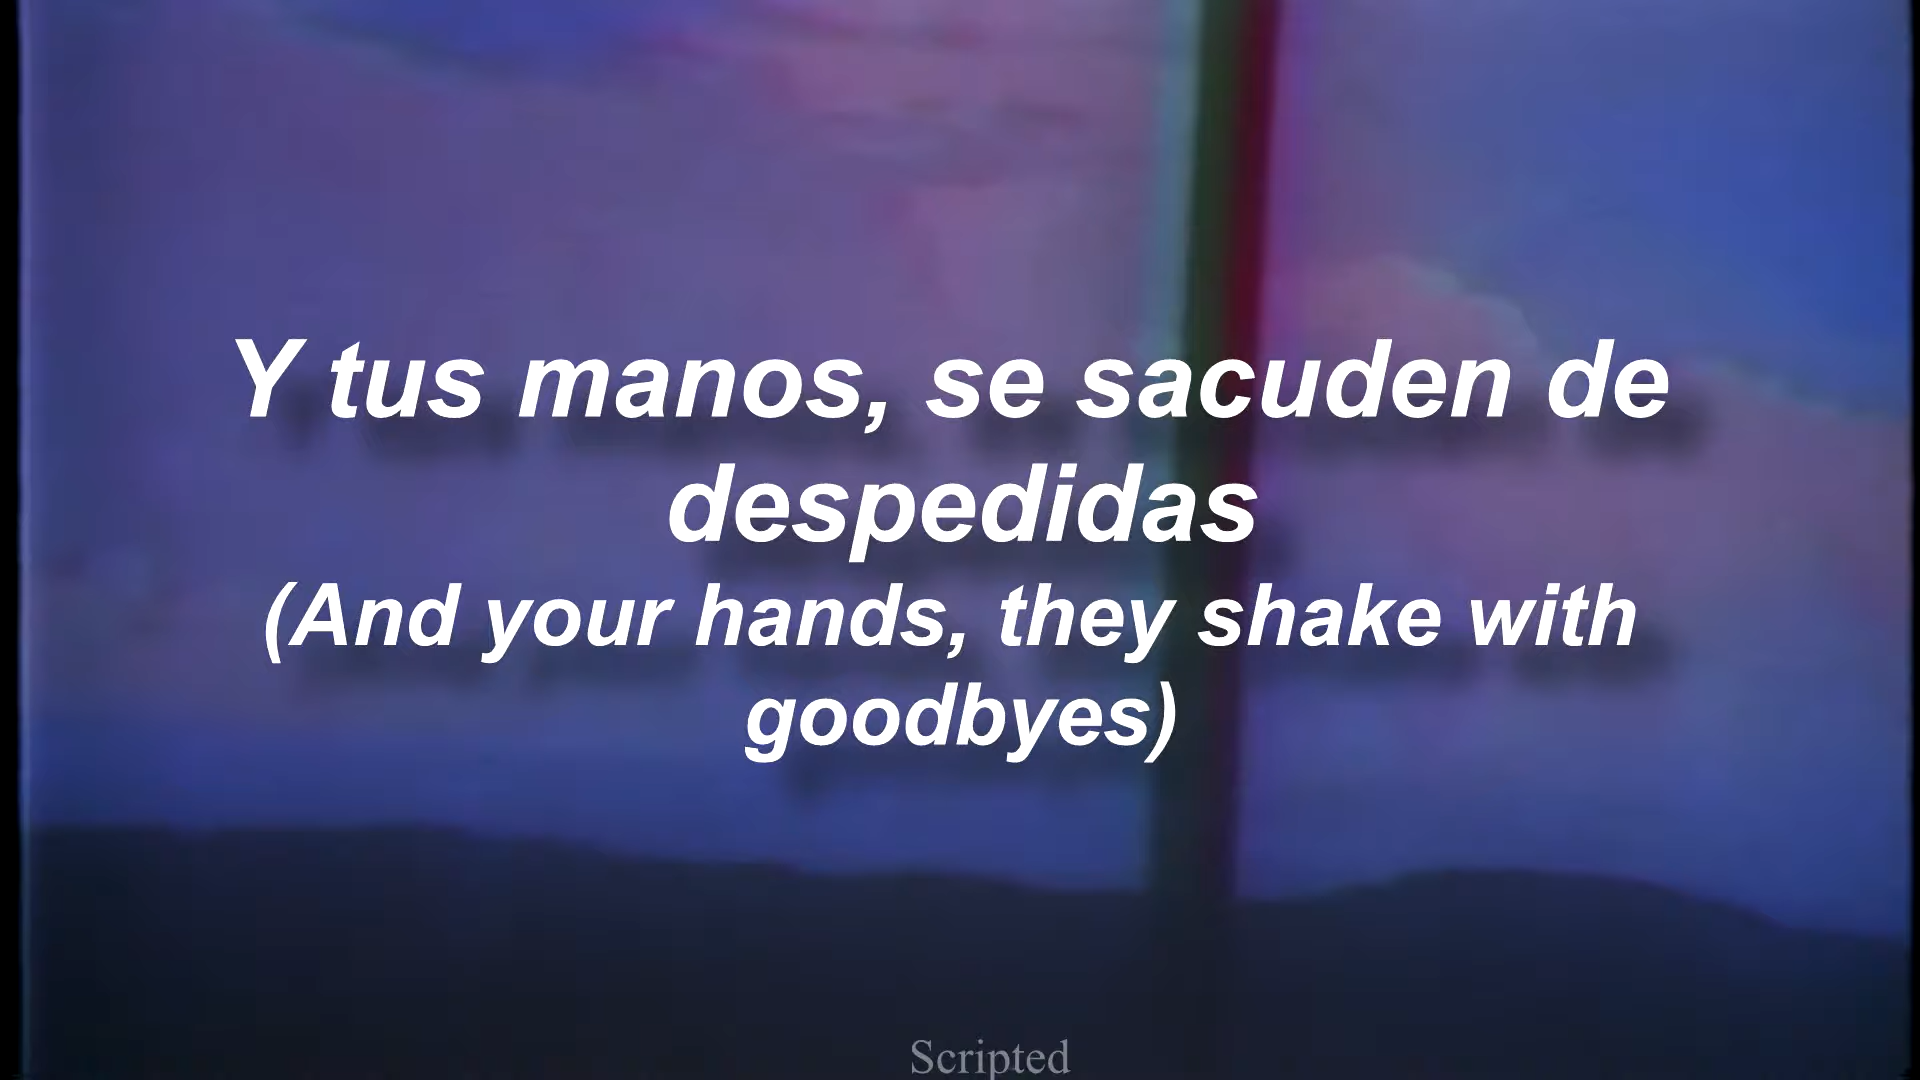 Y tus manos, se sacuden de
despedidas
(And your hands, they shake with
goodbyes)
Scripted